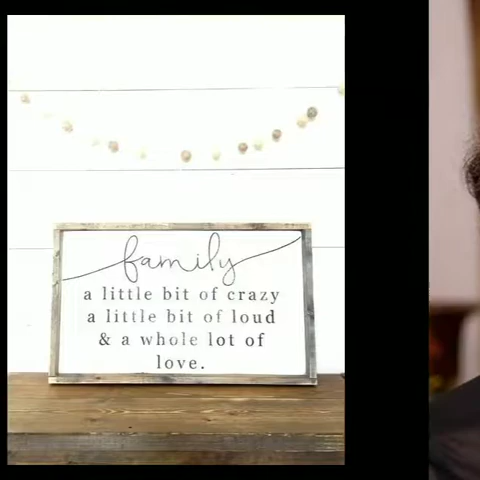 family
a little bit of crazy
a little bit of loud
& a whole lot of
love.